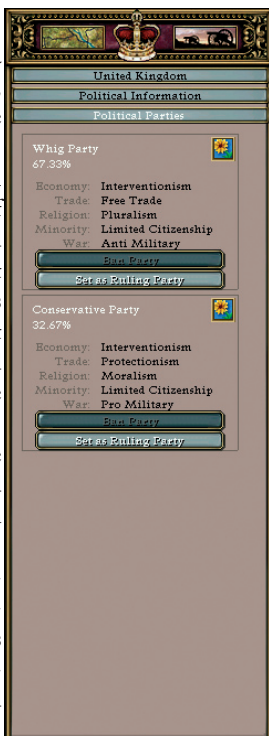 United Kingdom
Political Information
Political Parties
Whig Party
67.33%
Economy: Interventionism
Trade: Free Trade
Religion: Pluralism
Minority: Limited Citizenship
War: Anti Military
Ban Party
Set as Ruling Party
Conservative Party
32.67%
Economy: Interventionism
Trade: Protectionism
Religion: Moralism
Minority: Limited Citizenship
War: Pro Military
Ban Party
Set as Ruling Party